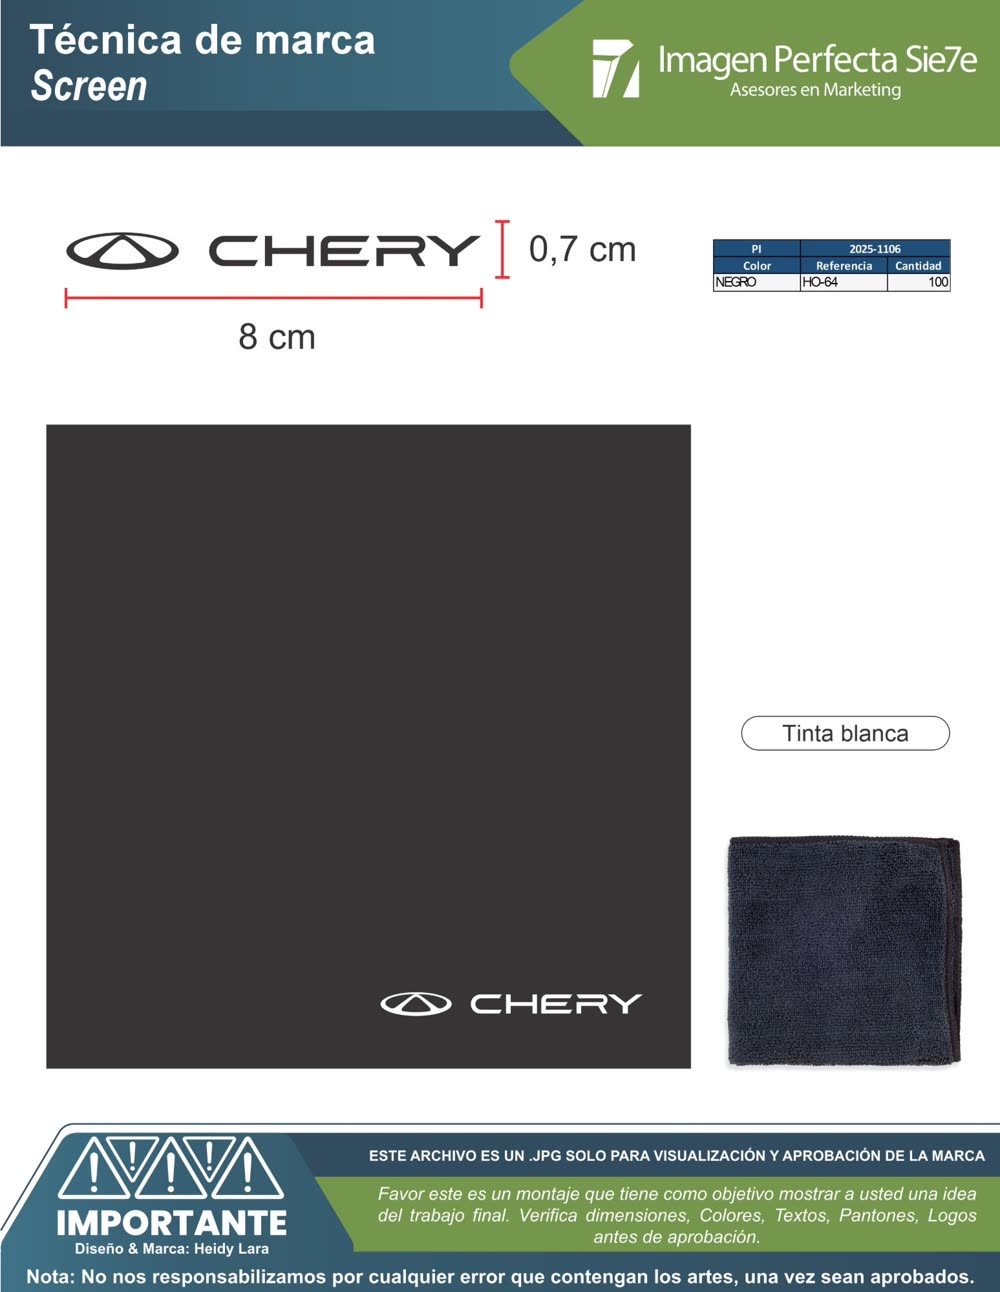 Técnica de marca
Screen
Imagen Perfecta Sie7e
Asesores en Marketing
CHERY
0,7 cm
8 cm
PI 2025-1106
Color Referencia Cantidad
NEGRO HO-64 100
Tinta blanca
CHERY
ESTE ARCHIVO ES UN .JPG SOLO PARA VISUALIZACIÓN Y APROBACIÓN DE LA MARCA
Favor este es un montaje que tiene como objetivo mostrar a usted una idea
del trabajo final. Verifica dimensiones, Colores, Textos, Pantones, Logos
antes de aprobación.
IMPORTANTE
Diseño & Marca: Heidy Lara
Nota: No nos responsabilizamos por cualquier error que contengan los artes, una vez sean aprobados.